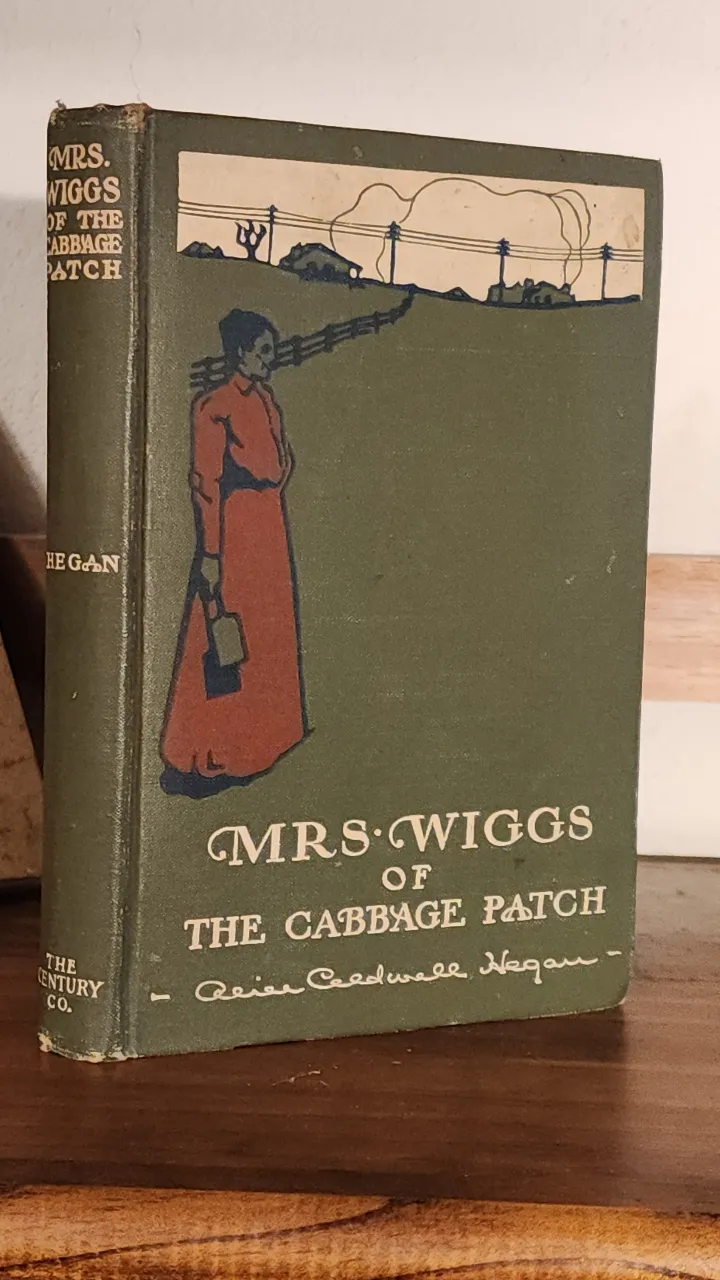 MRS.
WIGGS
OF THE
CABBAGE
PATCH
HEGAN
THE
CENTURY
CO.
MRS·WIGGS
OF
THE CABBAGE PATCH
- Alice Caldwell Hegan -